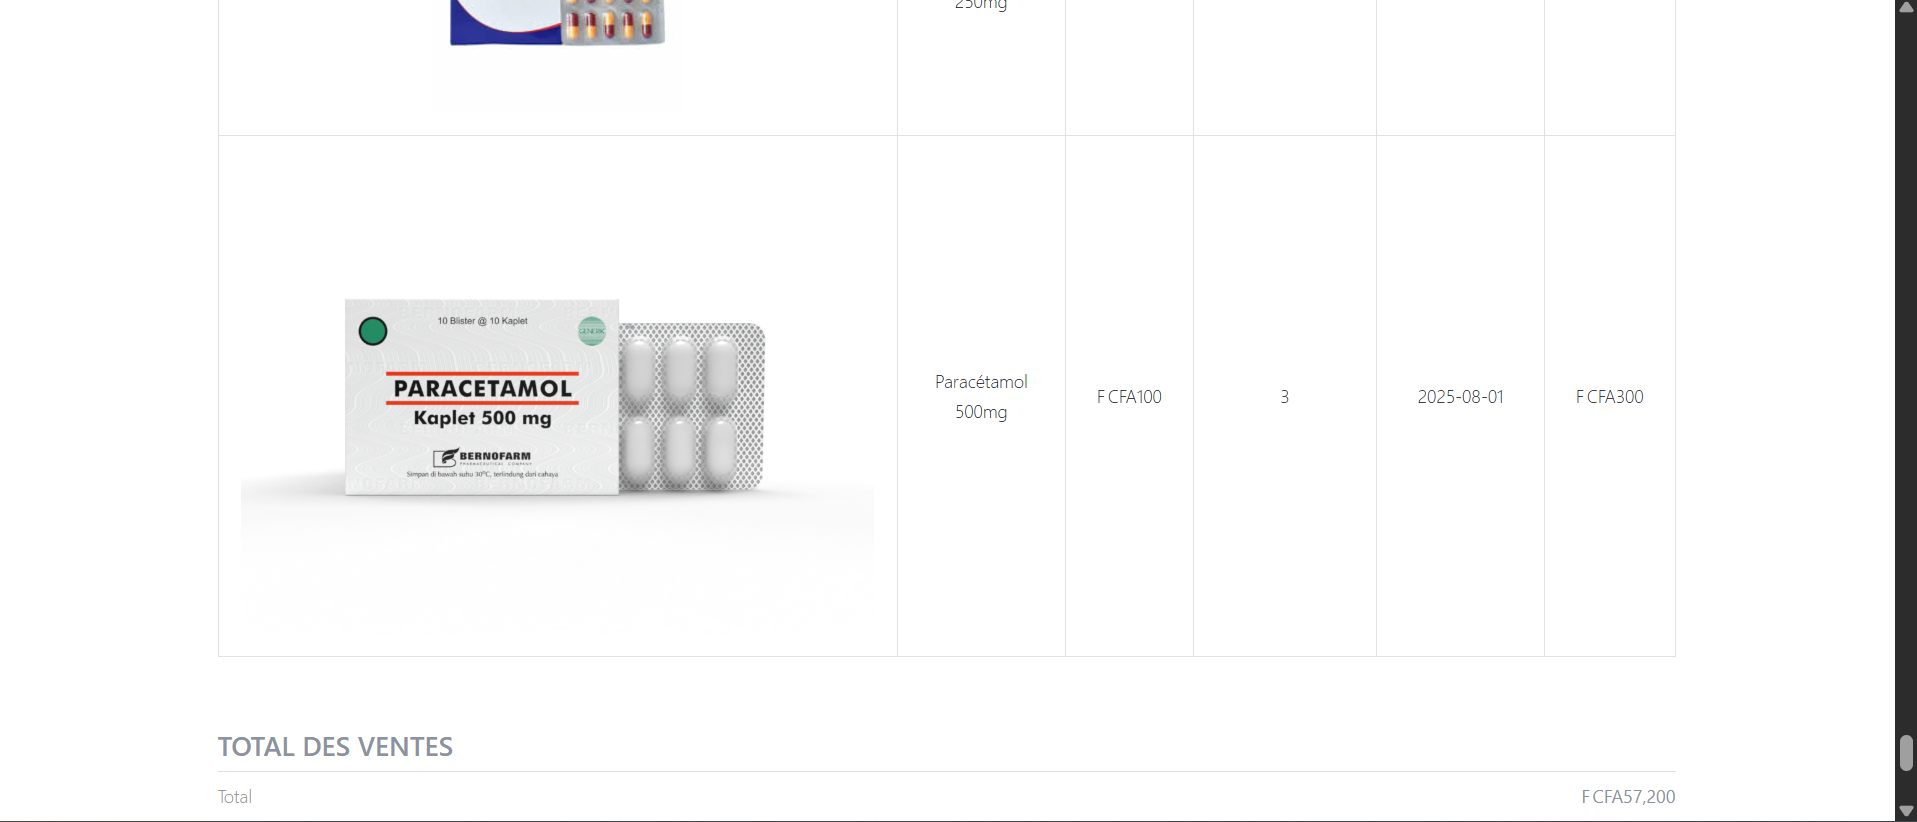 250mg
10 Blister @ 10 Kaplet
GENERIK
PARACETAMOL
Kaplet 500 mg
BERNOFARM
PHARMACEUTICAL COMPANY
Simpan di bawah suhu 30°C, terlindung dari cahaya
Paracétamol
500mg
F CFA100
3
2025-08-01
F CFA300
TOTAL DES VENTES
Total
F CFA57,200